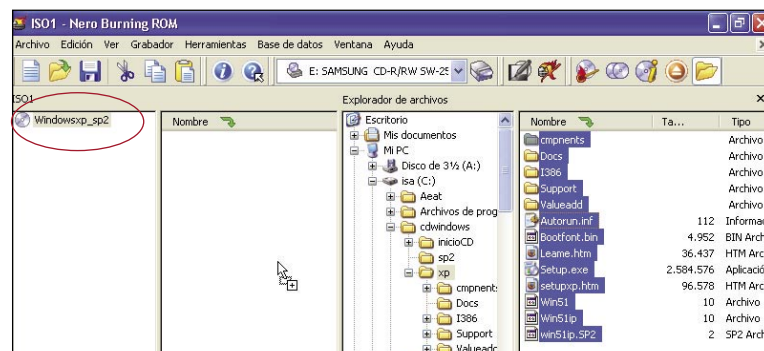 ISO1 - Nero Burning ROM
Archivo Edición Ver Grabador Herramientas Base de datos Ventana Ayuda
E: SAMSUNG CD-R/RW SW-25
ISO1
Explorador de archivos
Windowsxp_sp2
Nombre
Escritorio
Mis documentos
Mi PC
Disco de 3½ (A:)
isa (C:)
Aeat
Archivos de prog
cdwindows
inicioCD
sp2
xp
cmpnents
Docs
I386
Support
Valueadd
Nombre Ta... Tipo
cmpnents Archivo
Docs Archivo
I386 Archivo
Support Archivo
Valueadd Archivo
Autorun.inf 112 Informac
Bootfont.bin 4.952 BIN Arch
Leame.htm 36.437 HTM Arc
Setup.exe 2.584.576 Aplicació
setupxp.htm 96.578 HTM Arc
Win51 10 Archivo
Win51ip 10 Archivo
win51ip.SP2 2 SP2 Arch